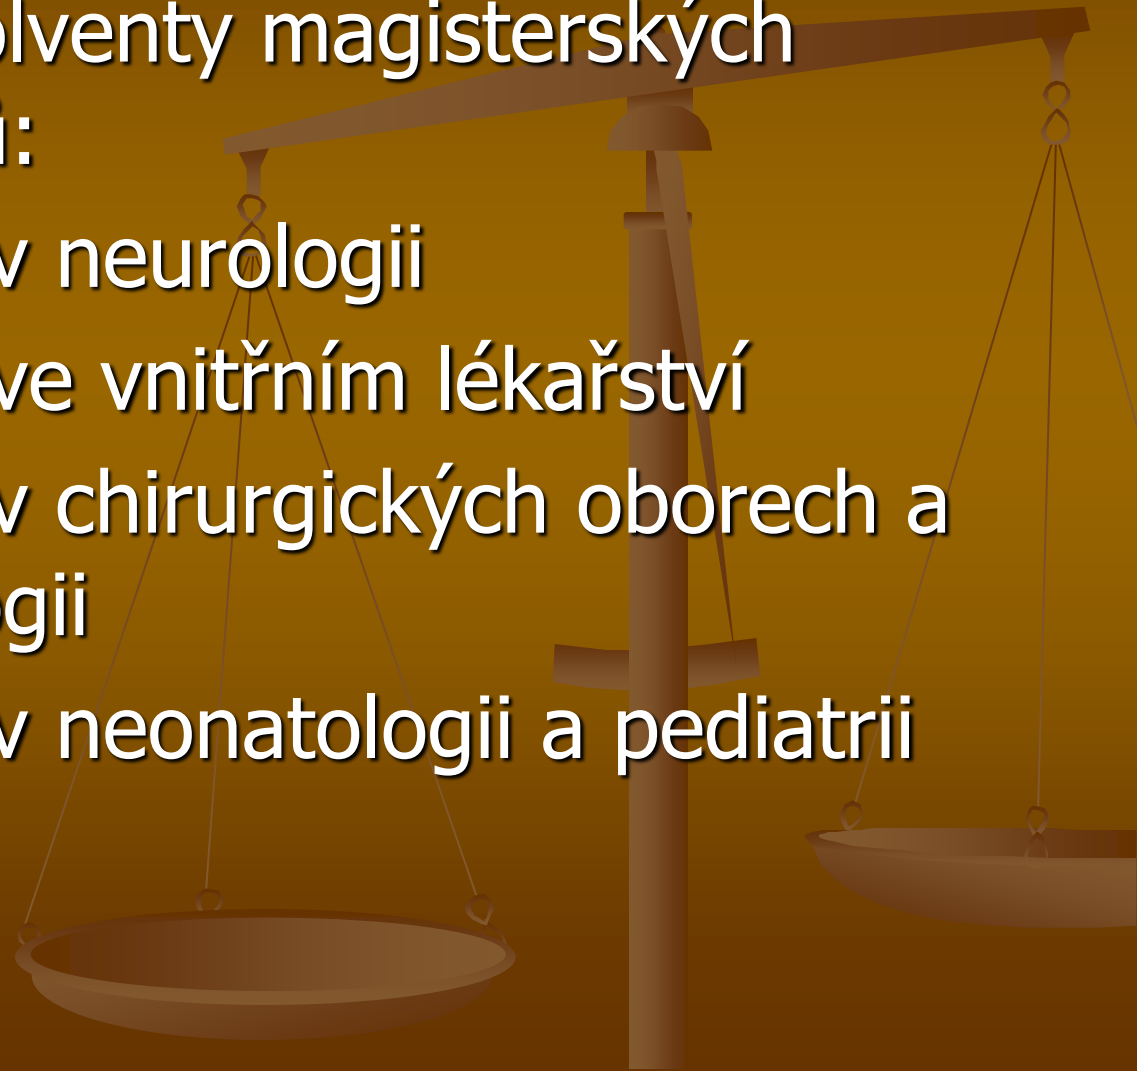 olventy magisterských
:
v neurologii
ve vnitřním lékařství
v chirurgických oborech a
ogii
v neonatologii a pediatrii